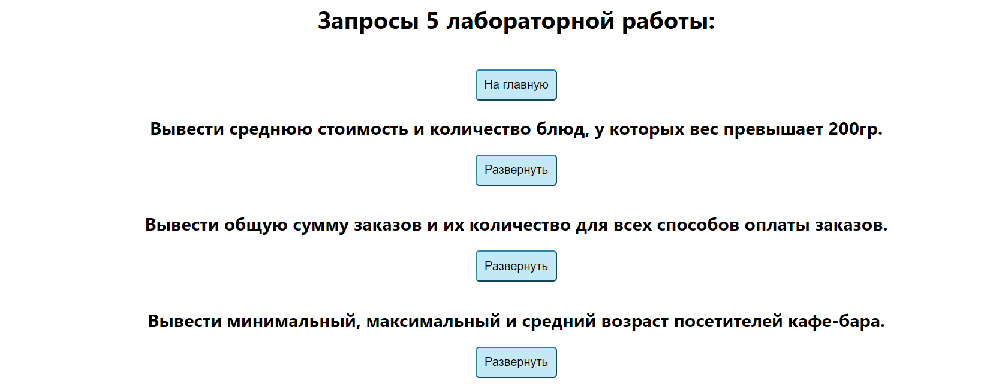 Запросы 5 лабораторной работы:
На главную
Вывести среднюю стоимость и количество блюд, у которых вес превышает 200гр.
Развернуть
Вывести общую сумму заказов и их количество для всех способов оплаты заказов.
Развернуть
Вывести минимальный, максимальный и средний возраст посетителей кафе-бара.
Развернуть